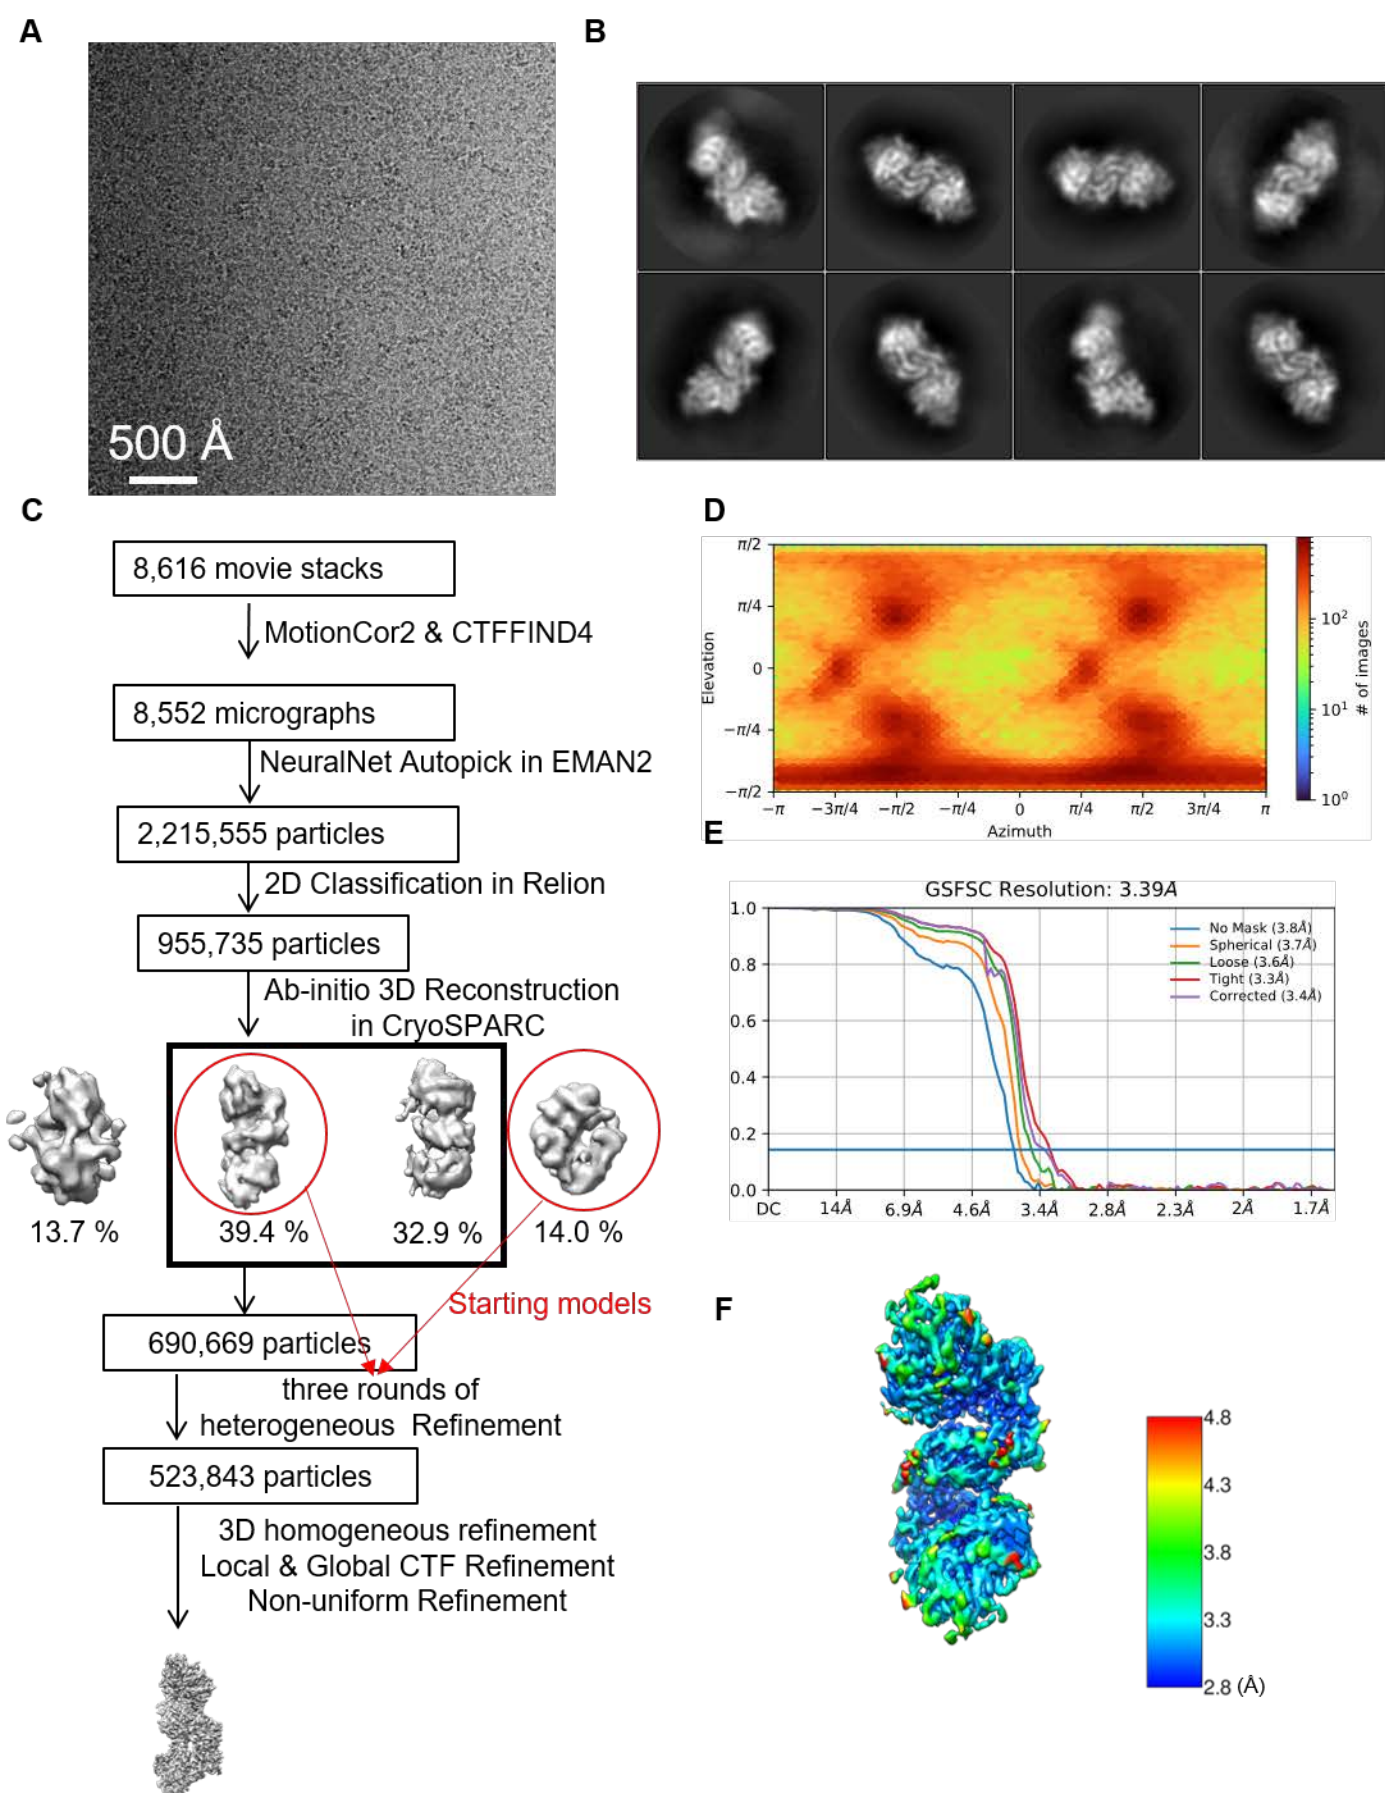 A
500 Å
B
C
8,616 movie stacks
MotionCor2 & CTFFIND4
8,552 micrographs
NeuralNet Autopick in EMAN2
2,215,555 particles
2D Classification in Relion
955,735 particles
Ab-initio 3D Reconstruction
in CryoSPARC
13.7 %
39.4 %
32.9 %
14.0 %
Starting models
690,669 particles
three rounds of
heterogeneous Refinement
523,843 particles
3D homogeneous refinement
Local & Global CTF Refinement
Non-uniform Refinement
D
Elevation
π/2
π/4
0
−π/4
−π/2
−π −3π/4 −π/2 −π/4 0 π/4 π/2 3π/4 π
Azimuth
10²
10¹
10⁰
# of images
E
GSFSC Resolution: 3.39Å
1.0
0.8
0.6
0.4
0.2
0.0
No Mask (3.8Å)
Spherical (3.7Å)
Loose (3.6Å)
Tight (3.3Å)
Corrected (3.4Å)
DC 14Å 6.9Å 4.6Å 3.4Å 2.8Å 2.3Å 2Å 1.7Å
F
4.8
4.3
3.8
3.3
2.8 (Å)